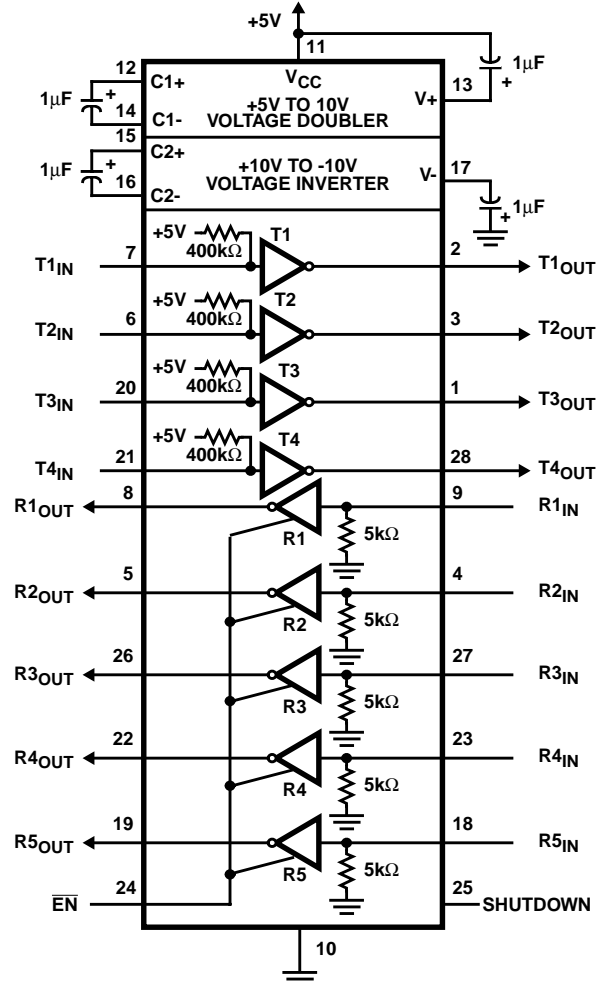 +5V
11
12
C1+
VCC
1μF
1μF
+5V TO 10V
VOLTAGE DOUBLER
V+
13
+
+
14
C1-
15
C2+
+10V TO -10V
VOLTAGE INVERTER
V-
17
1μF
+
16
C2-
1μF
+
+5V
400kΩ
T1
T1IN
7
2
T1OUT
+5V
400kΩ
T2
T2IN
6
3
T2OUT
+5V
400kΩ
T3
T3IN
20
1
T3OUT
+5V
400kΩ
T4
T4IN
21
28
T4OUT
R1OUT
8
9
R1IN
R1
5kΩ
R2OUT
5
4
R2IN
R2
5kΩ
R3OUT
26
27
R3IN
R3
5kΩ
R4OUT
22
23
R4IN
R4
5kΩ
R5OUT
19
18
R5IN
R5
5kΩ
EN
24
25
SHUTDOWN
10